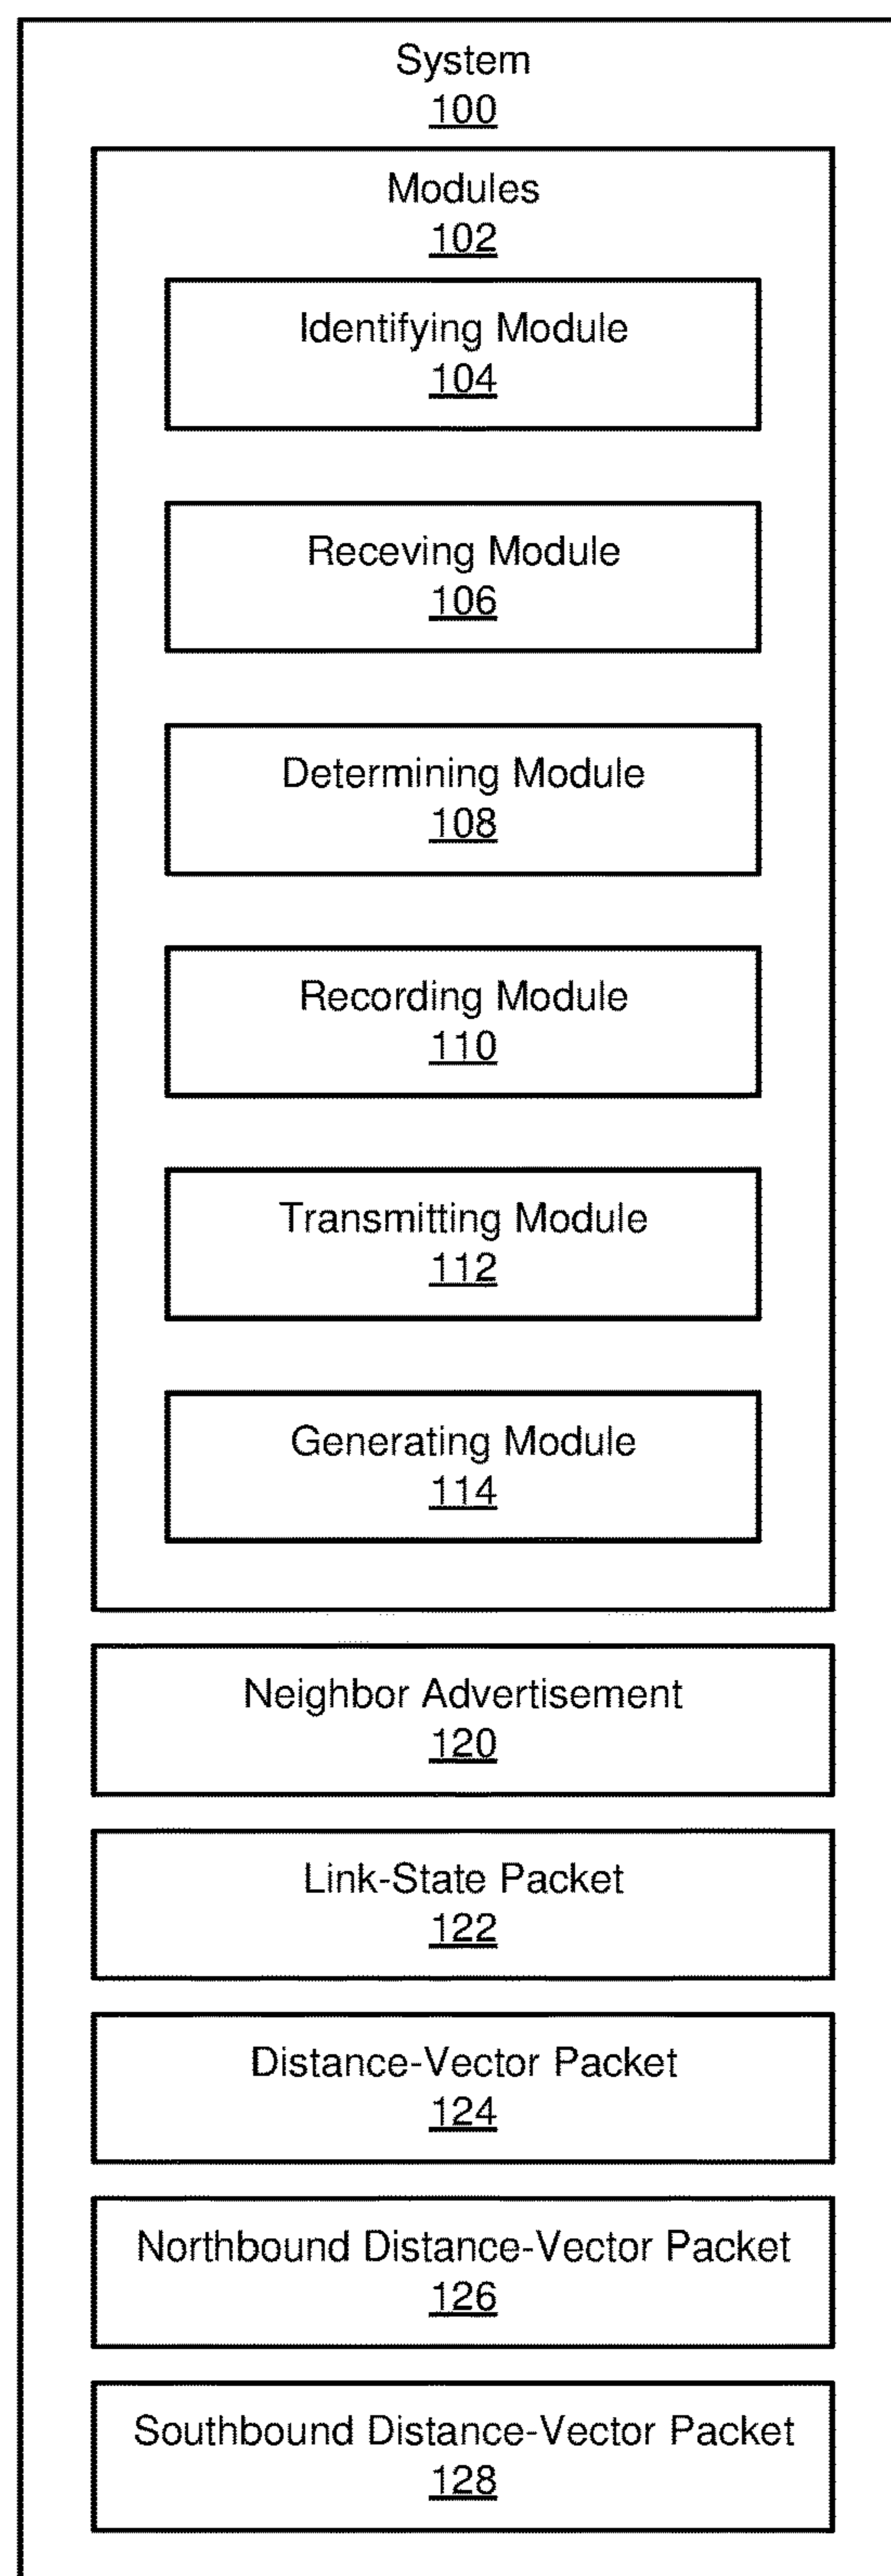 System
100
Modules
102
Identifying Module
104
Receving Module
106
Determining Module
108
Recording Module
110
Transmitting Module
112
Generating Module
114
Neighbor Advertisement
120
Link-State Packet
122
Distance-Vector Packet
124
Northbound Distance-Vector Packet
126
Southbound Distance-Vector Packet
128